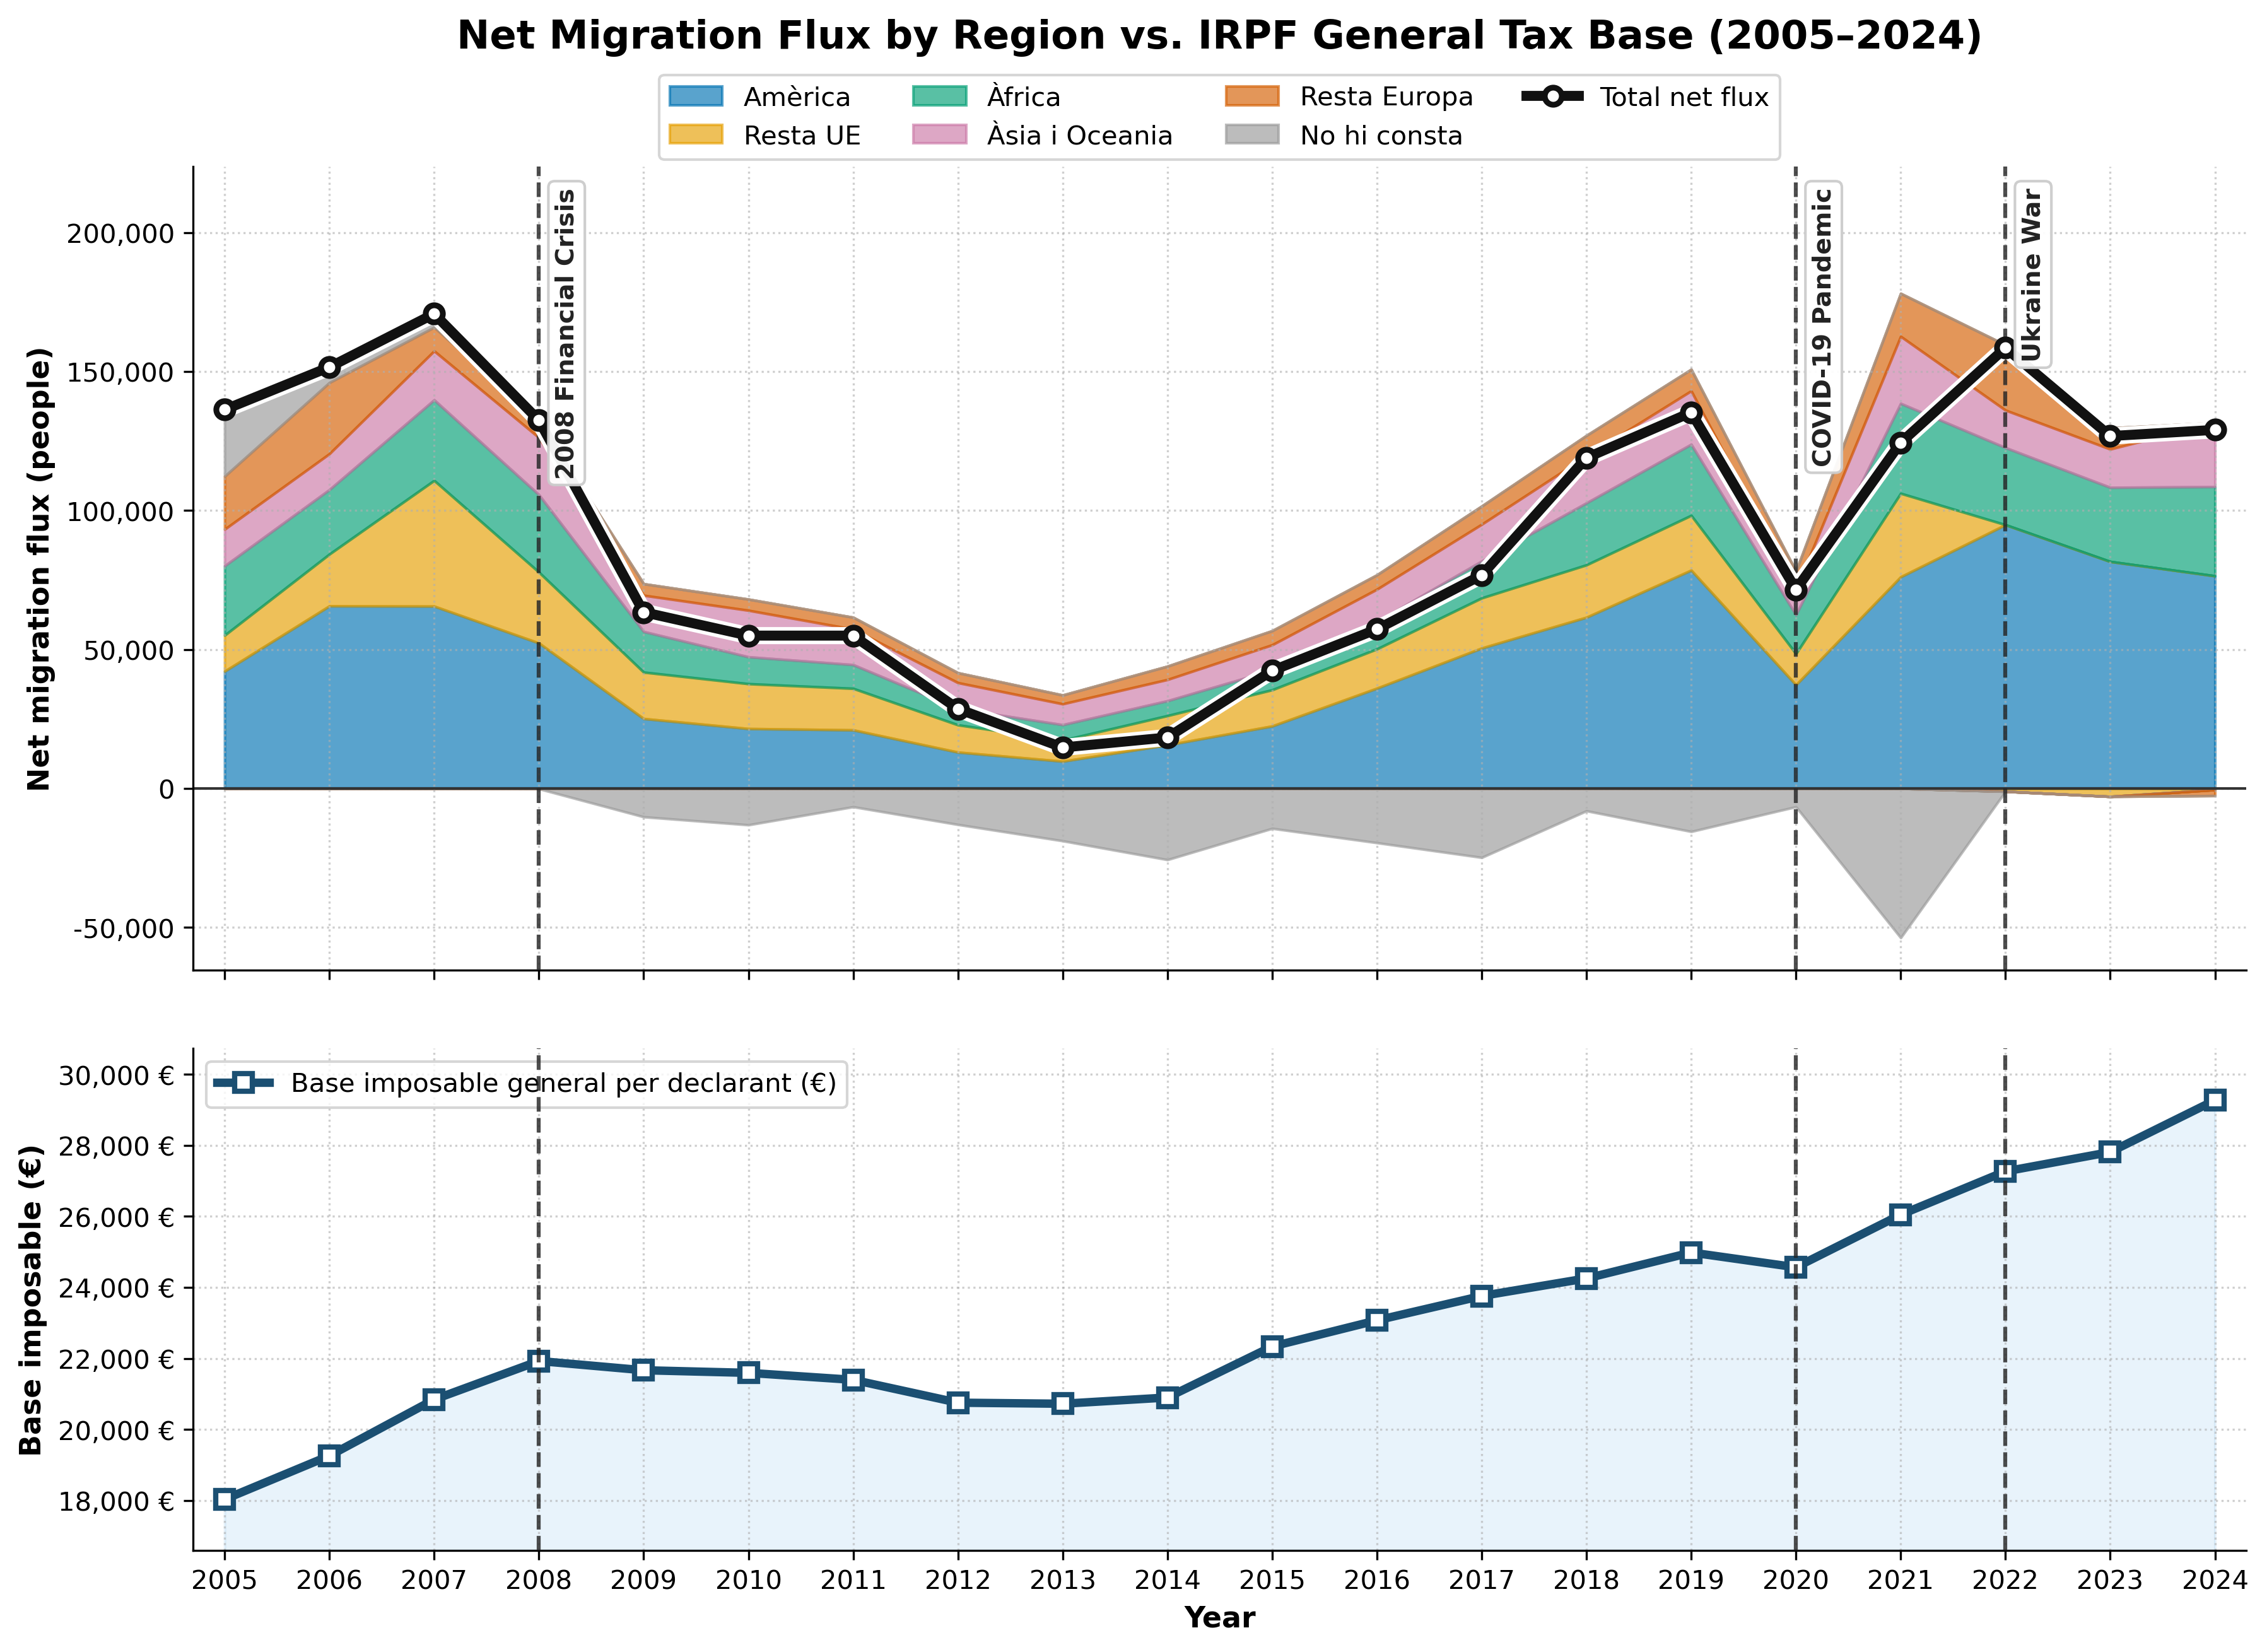 Net Migration Flux by Region vs. IRPF General Tax Base (2005–2024)
Amèrica
Àfrica
Resta Europa
Total net flux
Resta UE
Àsia i Oceania
No hi consta
Net migration flux (people)
200,000
150,000
100,000
50,000
0
-50,000
2008 Financial Crisis
COVID-19 Pandemic
Ukraine War
Base imposable general per declarant (€)
Base imposable (€)
30,000 €
28,000 €
26,000 €
24,000 €
22,000 €
20,000 €
18,000 €
2005 2006 2007 2008 2009 2010 2011 2012 2013 2014 2015 2016 2017 2018 2019 2020 2021 2022 2023 2024
Year